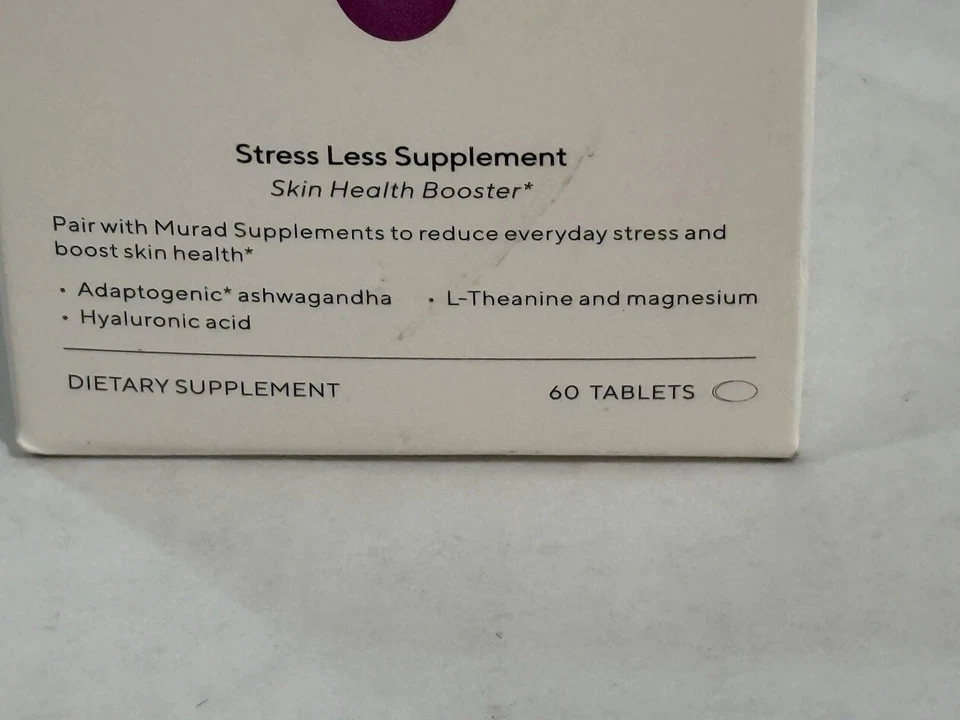 Stress Less Supplement
Skin Health Booster*
Pair with Murad Supplements to reduce everyday stress and
boost skin health*
• Adaptogenic* ashwagandha
• Hyaluronic acid
• L-Theanine and magnesium
DIETARY SUPPLEMENT
60 TABLETS